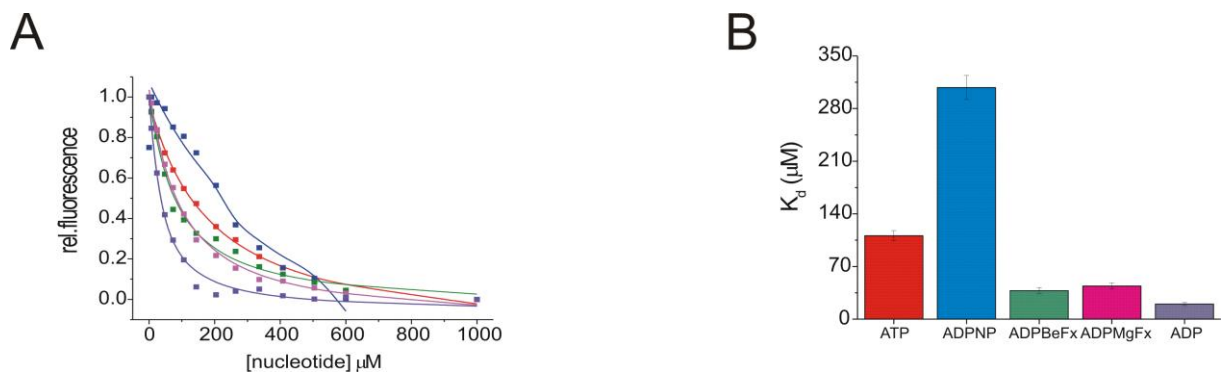 A
1.0
0.8
0.6
0.4
0.2
0.0
rel.fluorescence
0 200 400 600 800 1000
[nucleotide] μM
B
350
280
210
140
70
0
K_d (μM)
ATP ADPNP ADPBeFx ADPMgFx ADP